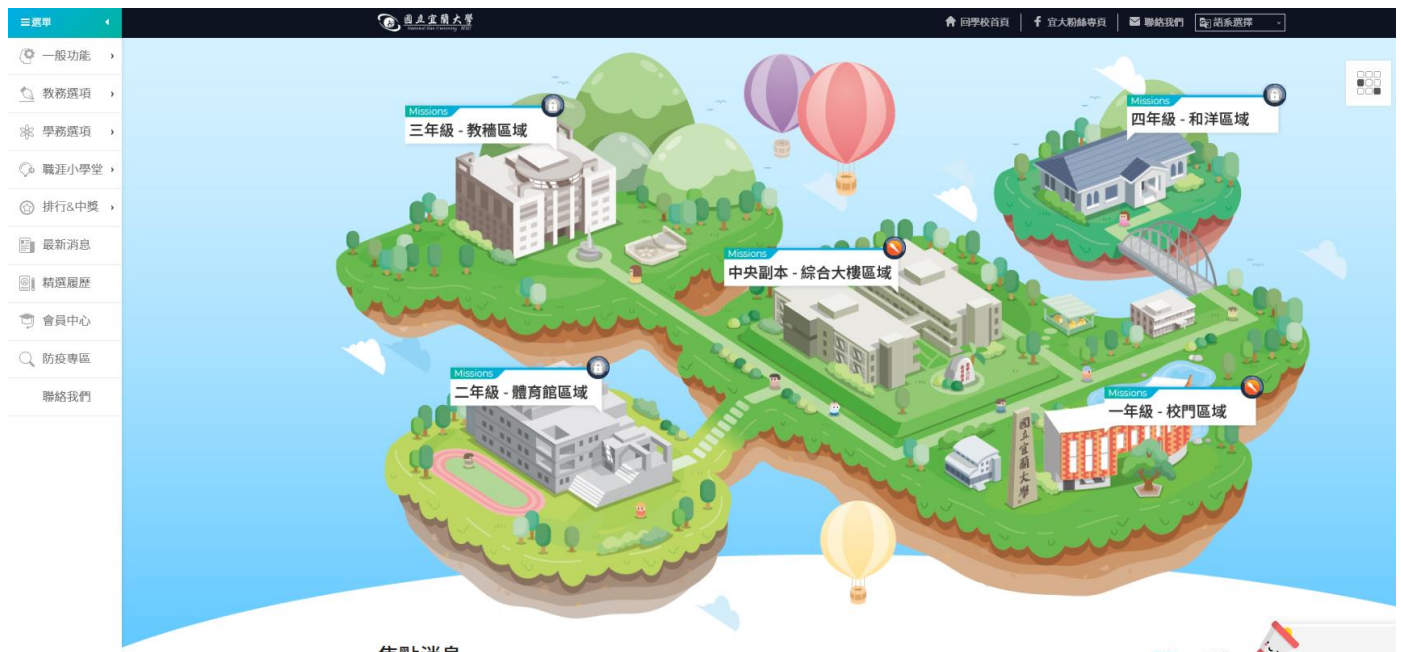 選單
國立宜蘭大學
回學校首頁
宜大粉絲專頁
聯絡我們
語系選擇
一般功能
教務選項
學務選項
職涯小學堂
排行&中獎
最新消息
精選履歷
會員中心
防疫專區
聯絡我們
Missions
三年級 - 教穡區域
Missions
四年級 - 和洋區域
Missions
中央副本 - 綜合大樓區域
Missions
二年級 - 體育館區域
Missions
一年級 - 校門區域
國立宜蘭大學
焦點消息